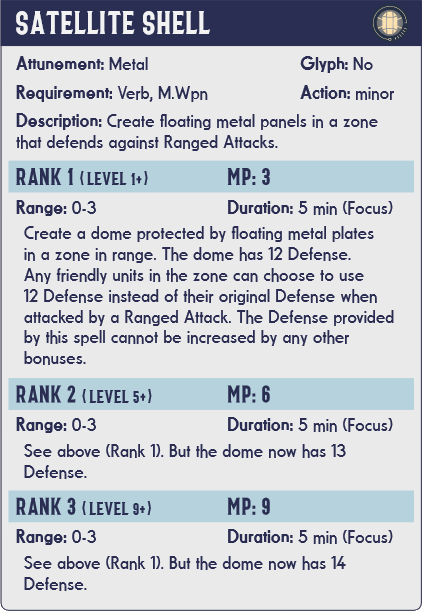 SATELLITE SHELL
Attunement: Metal Glyph: No
Requirement: Verb, M.Wpn Action: minor
Description: Create floating metal panels in a zone
that defends against Ranged Attacks.
RANK 1 (LEVEL 1+) MP: 3
Range: 0-3 Duration: 5 min (Focus)
Create a dome protected by floating metal plates
in a zone in range. The dome has 12 Defense.
Any friendly units in the zone can choose to use
12 Defense instead of their original Defense when
attacked by a Ranged Attack. The Defense provided
by this spell cannot be increased by any other
bonuses.
RANK 2 (LEVEL 5+) MP: 6
Range: 0-3 Duration: 5 min (Focus)
See above (Rank 1). But the dome now has 13
Defense.
RANK 3 (LEVEL 9+) MP: 9
Range: 0-3 Duration: 5 min (Focus)
See above (Rank 1). But the dome now has 14
Defense.